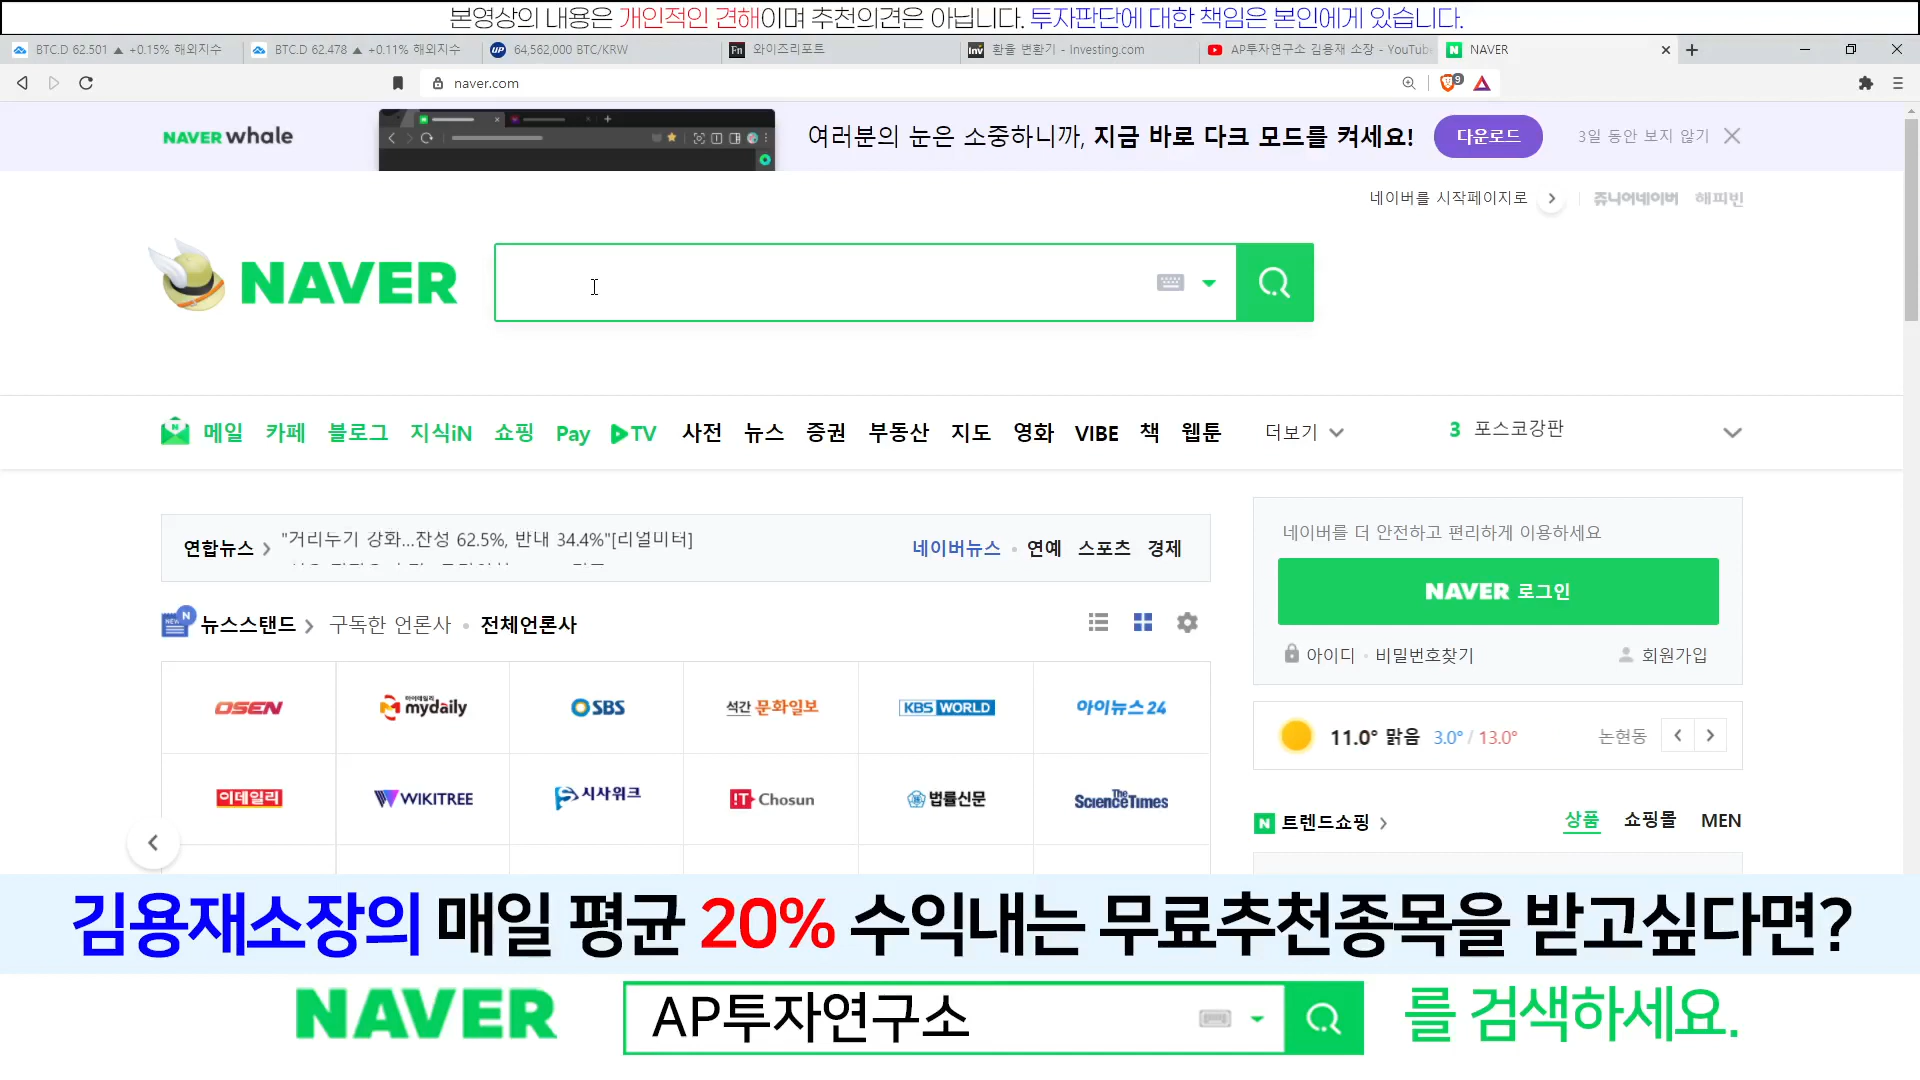 본영상의 내용은 개인적인 견해이며 추천의견은 아닙니다. 투자판단에 대한 책임은 본인에게 있습니다.
BTC.D 62.501 ▲ +0.15% 해외지수
BTC.D 62.478 ▲ +0.11% 해외지수
64,562,000 BTC/KRW
와이즈리포트
환율 변환기 - Investing.com
AP투자연구소 김용재 소장 - YouTub
NAVER
naver.com
9
NAVER whale
여러분의 눈은 소중하니까, 지금 바로 다크 모드를 켜세요!
다운로드
3일 동안 보지 않기
네이버를 시작페이지로
쥬니어네이버 해피빈
NAVER
메일 카페 블로그 지식iN 쇼핑 Pay TV 사전 뉴스 증권 부동산 지도 영화 VIBE 책 웹툰 더보기
3 포스코강판
연합뉴스
"거리두기 강화...찬성 62.5%, 반대 34.4%"[리얼미터]
네이버뉴스 연예 스포츠 경제
네이버를 더 안전하고 편리하게 이용하세요
NAVER 로그인
아이디 비밀번호찾기 회원가입
뉴스스탠드 구독한 언론사 전체언론사
OSEN
마이데일리 mydaily
SBS
석간 문화일보
KBS WORLD
아이뉴스24
이데일리
WIKITREE
시사위크
IT Chosun
법률신문
The ScienceTimes
11.0° 맑음 3.0° / 13.0° 논현동
트렌드쇼핑 상품 쇼핑몰 MEN
김용재소장의 매일 평균 20% 수익내는 무료추천종목을 받고싶다면?
NAVER AP투자연구소 를 검색하세요.